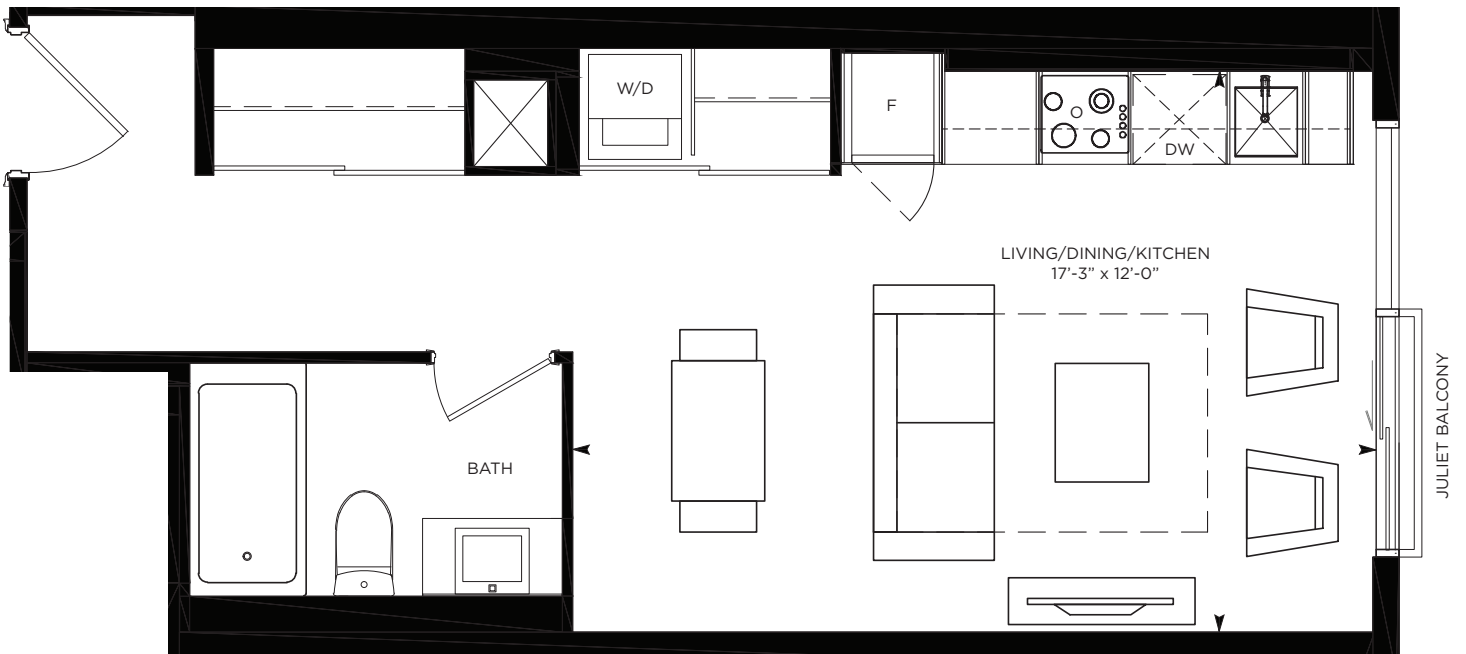 W/D
F
DW
LIVING/DINING/KITCHEN
17’-3” x 12’-0”
BATH
JULIET BALCONY